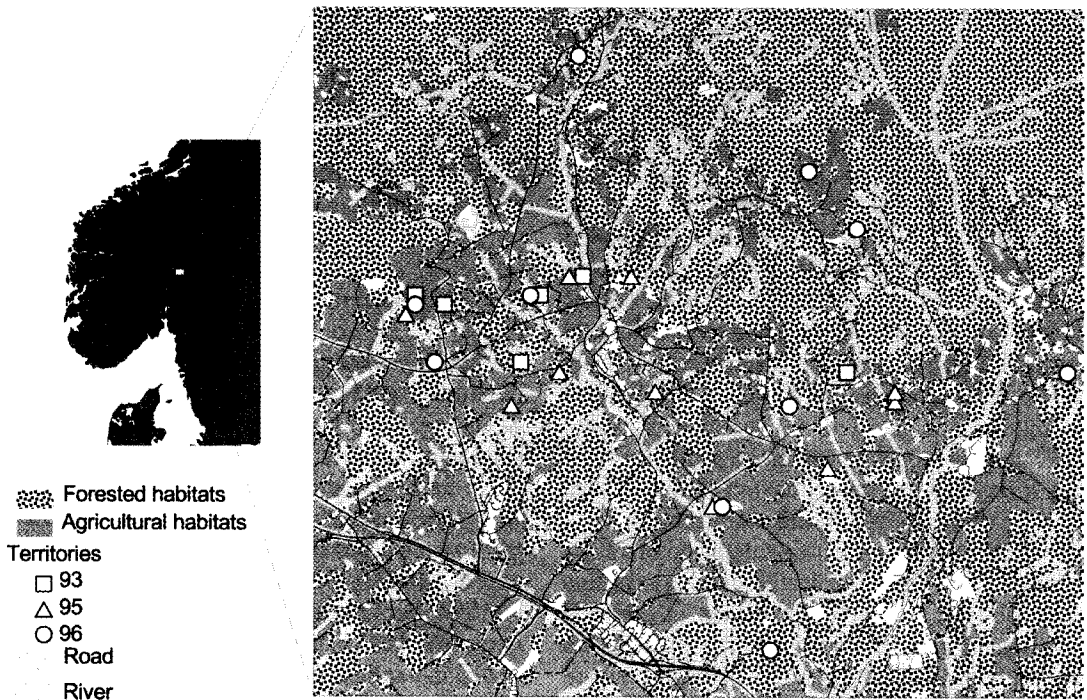 Forested habitats
Agricultural habitats
Territories
93
95
96
Road
River